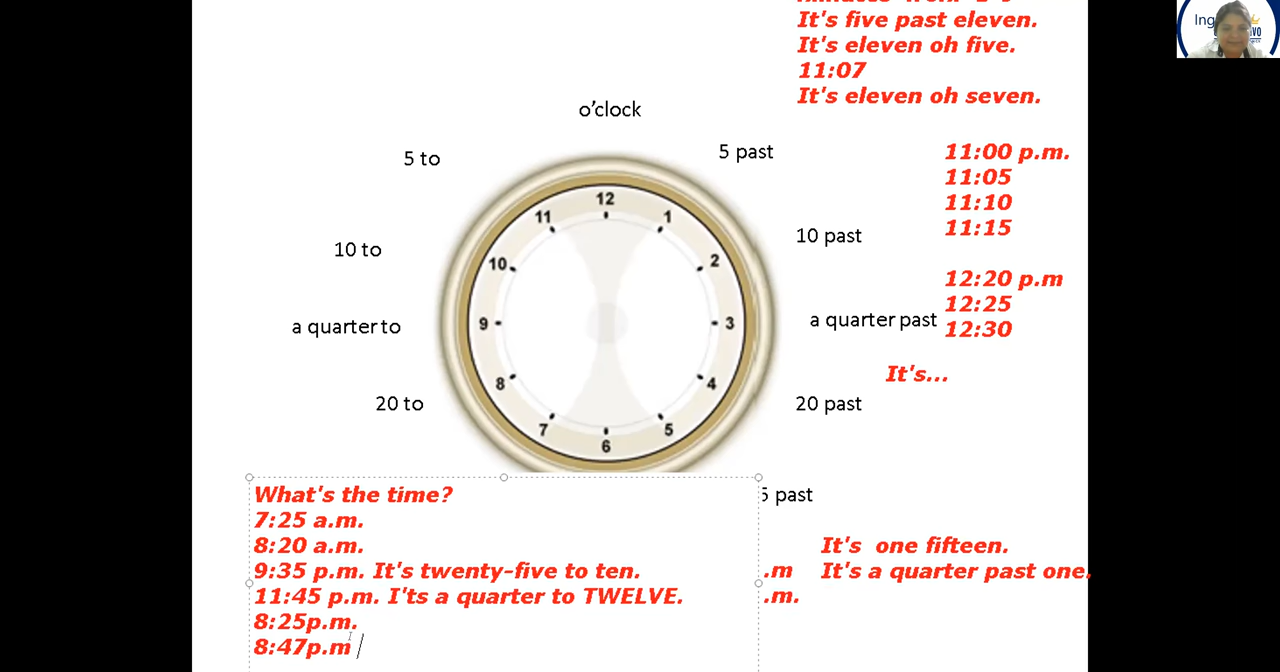 It's five past eleven.
It's eleven oh five.
11:07
It's eleven oh seven.
o'clock
5 to
5 past
11:00 p.m.
11:05
11:10
11:15
10 to
10 past
12:20 p.m
12:25
12:30
a quarter to
a quarter past
It's...
20 to
20 past
12
1
2
3
4
5
6
7
8
9
10
11
What's the time?
7:25 a.m.
8:20 a.m.
9:35 p.m. It's twenty-five to ten.
11:45 p.m. I'ts a quarter to TWELVE.
8:25p.m.
8:47p.m
5 past
.m
.m.
It's one fifteen.
It's a quarter past one.
Ing